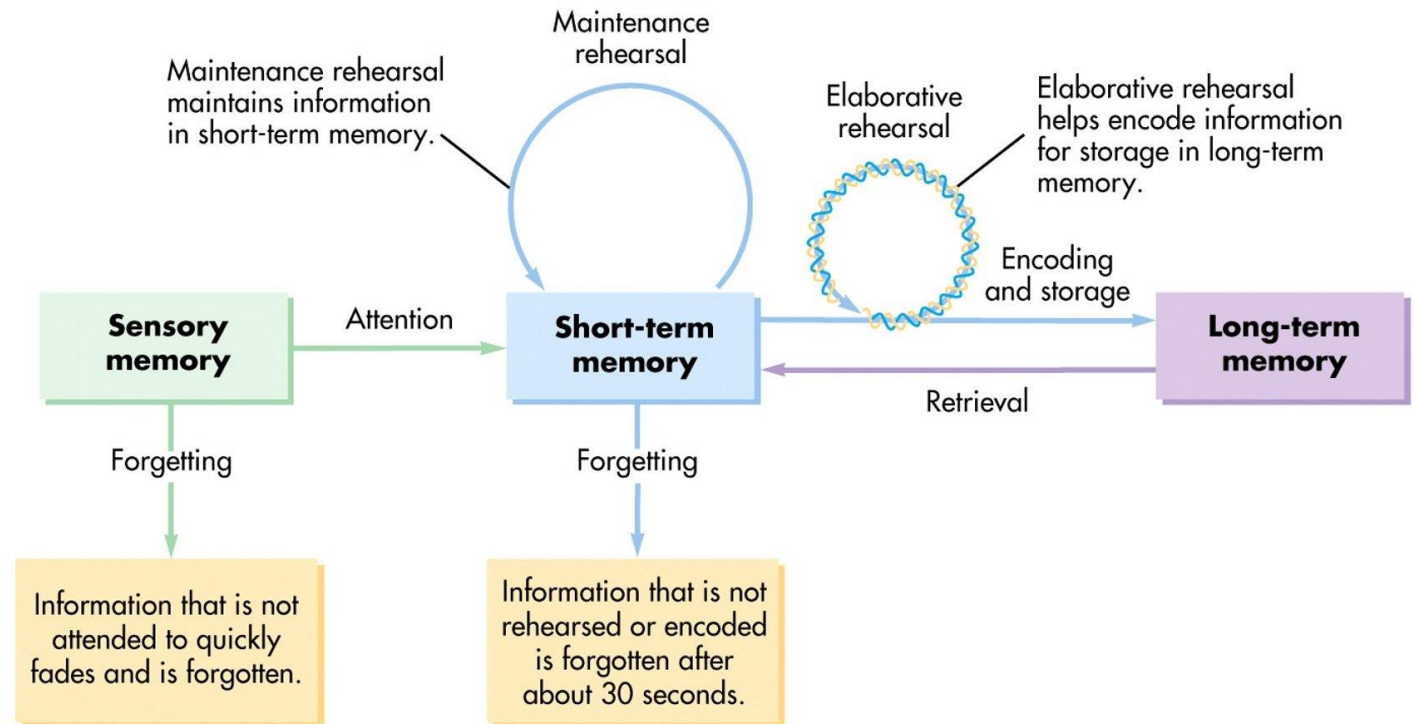 Maintenance
rehearsal
Maintenance rehearsal
maintains information
in short-term memory.
Elaborative
rehearsal
Elaborative rehearsal
helps encode information
for storage in long-term
memory.
Sensory
memory
Attention
Short-term
memory
Encoding
and storage
Long-term
memory
Retrieval
Forgetting
Forgetting
Information that is not
attended to quickly
fades and is forgotten.
Information that is not
rehearsed or encoded
is forgotten after
about 30 seconds.